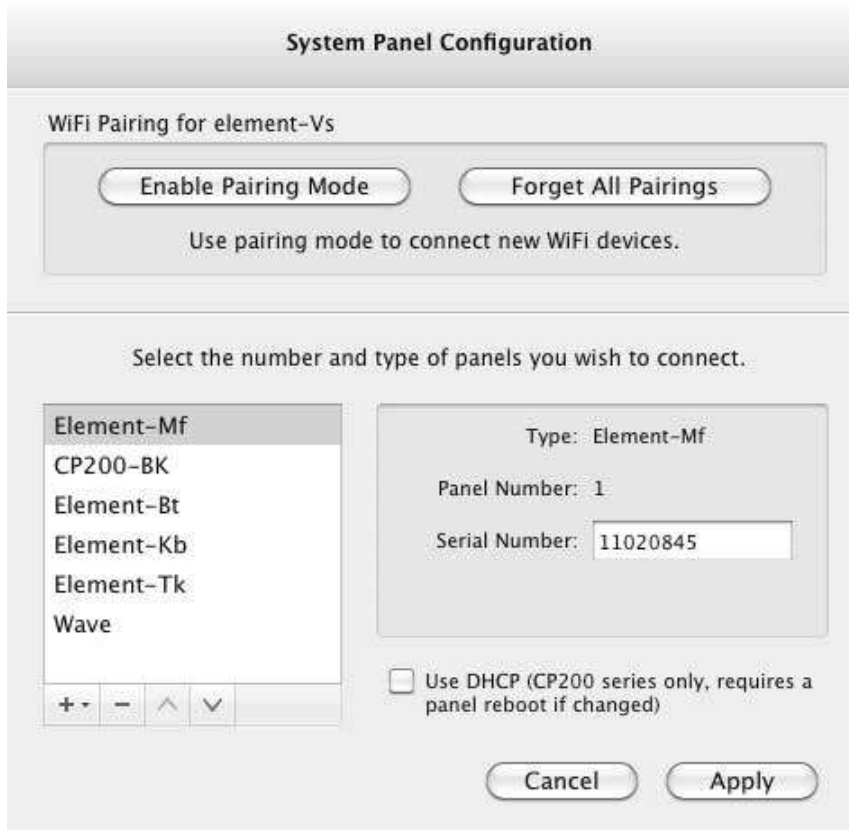 System Panel Configuration
WiFi Pairing for element-Vs
Enable Pairing Mode
Forget All Pairings
Use pairing mode to connect new WiFi devices.
Select the number and type of panels you wish to connect.
Element-Mf
CP200-BK
Element-Bt
Element-Kb
Element-Tk
Wave
Type: Element-Mf
Panel Number: 1
Serial Number: 11020845
Use DHCP (CP200 series only, requires a
panel reboot if changed)
Cancel
Apply